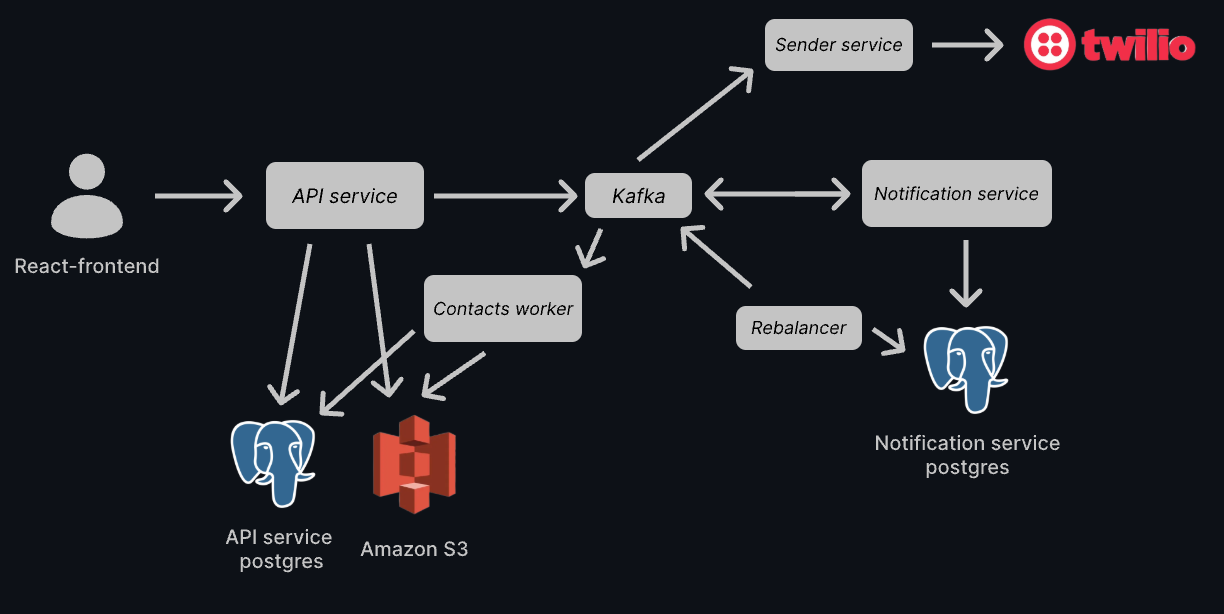 Sender service
twilio
API service
Kafka
Notification service
React-frontend
Contacts worker
Rebalancer
Notification service
postgres
API service
postgres
Amazon S3